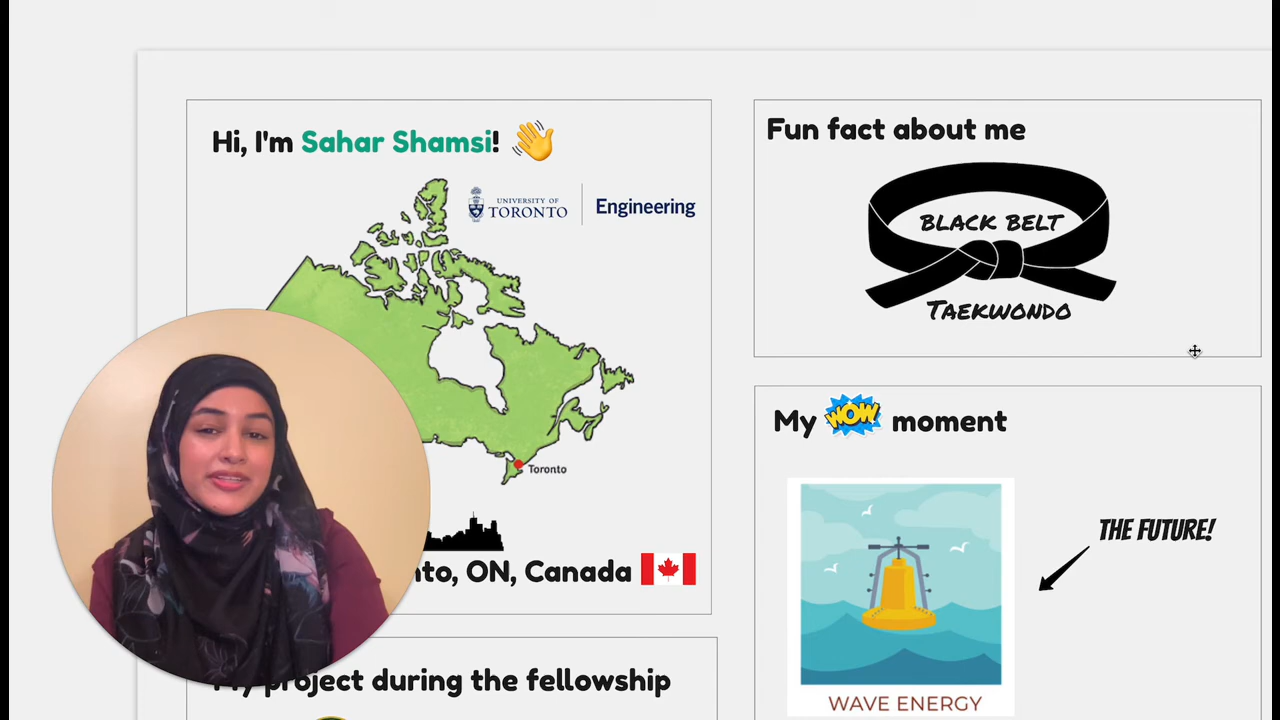 Hi, I'm Sahar Shamsi!
UNIVERSITY OF
TORONTO
Engineering
Toronto
ON, Canada
My project during the fellowship
Fun fact about me
BLACK BELT
TAEKWONDO
My WOW moment
THE FUTURE!
WAVE ENERGY